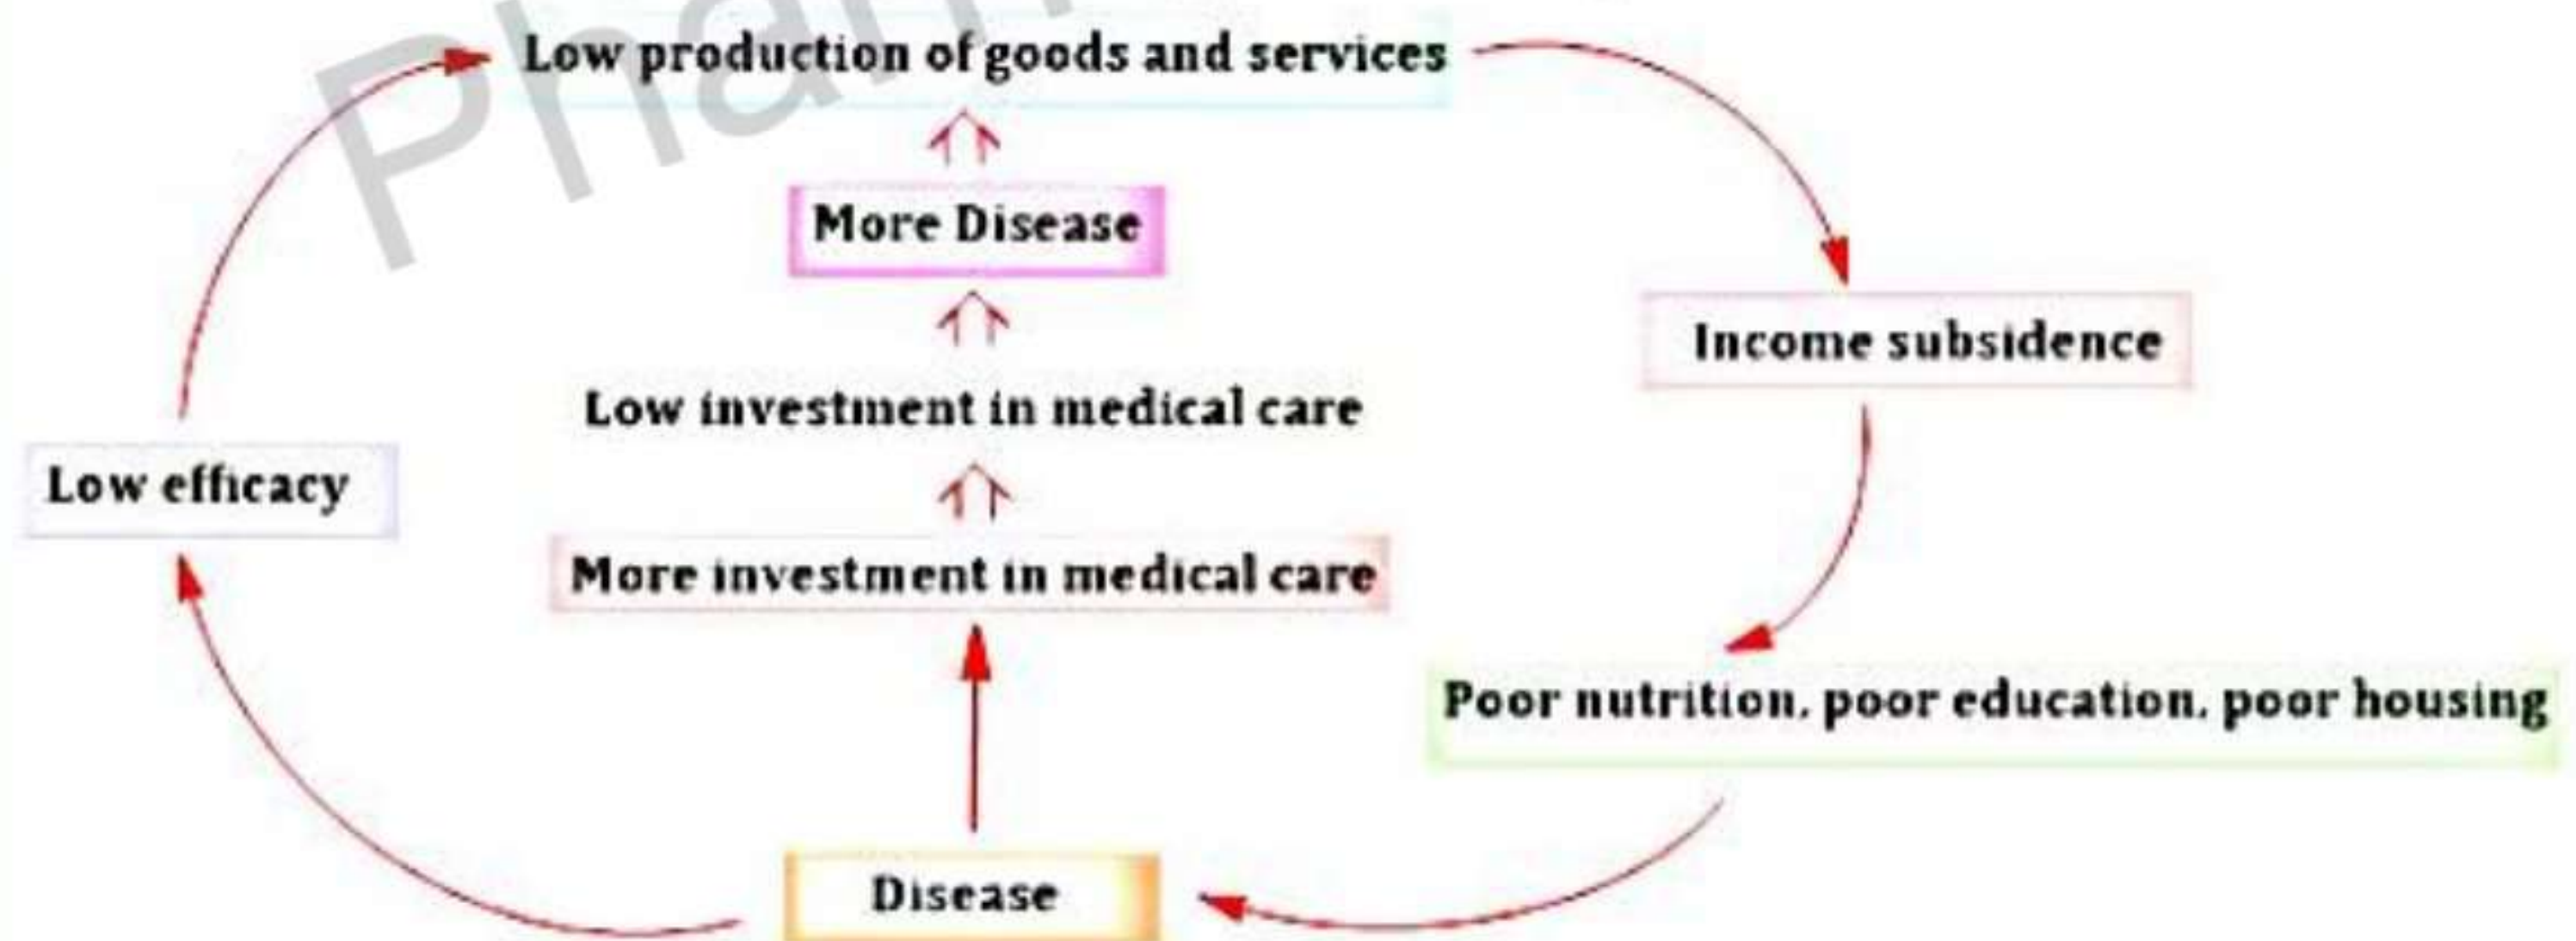 Low production of goods and services
More Disease
Income subsidence
Low investment in medical care
Low efficacy
More investment in medical care
Poor nutrition, poor education, poor housing
Disease